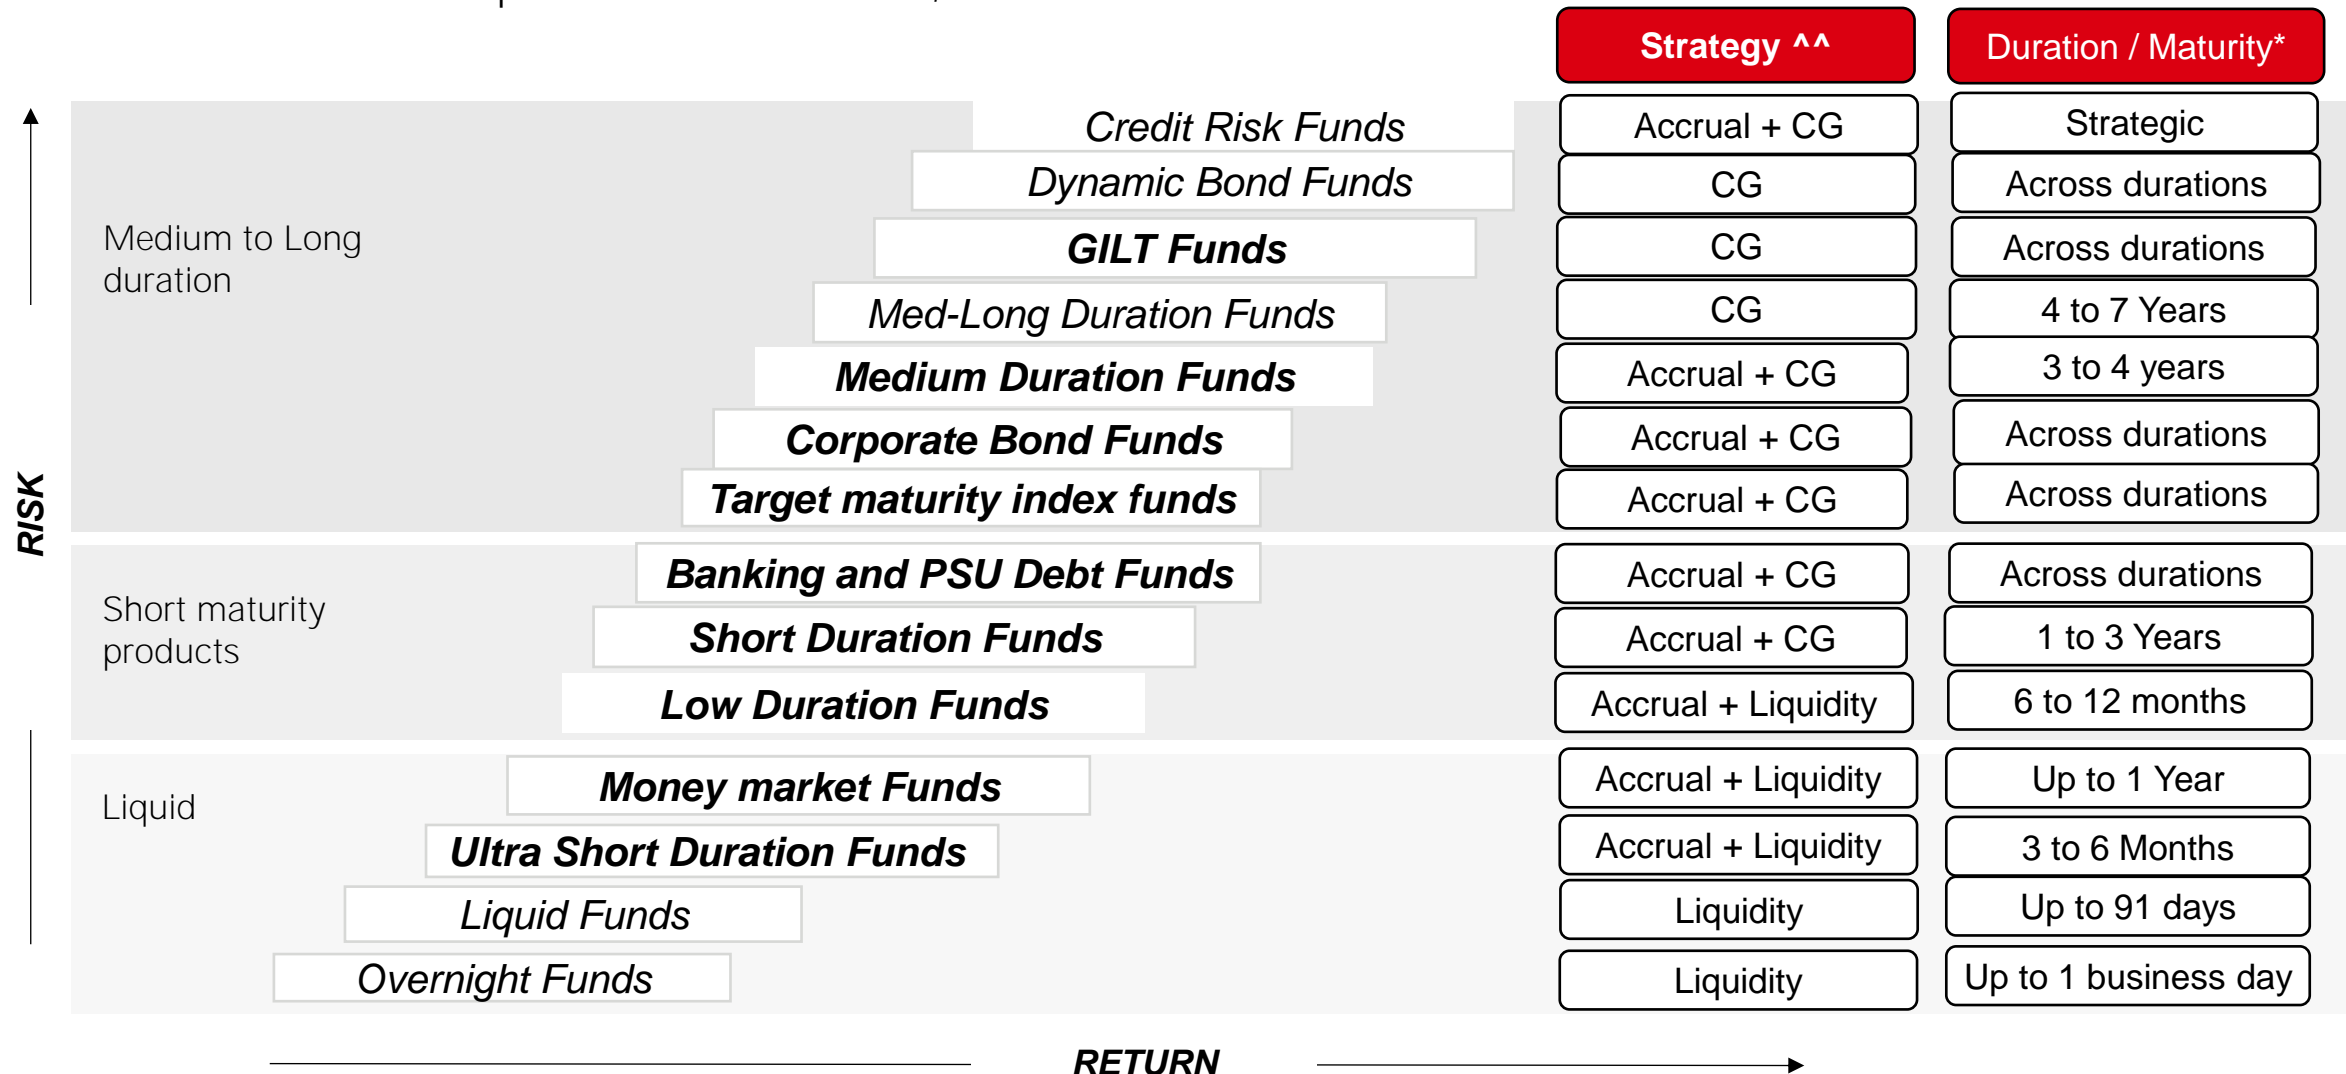 Strategy ^^ Duration / Maturity*
Credit Risk Funds Accrual + CG Strategic
Dynamic Bond Funds CG Across durations
Medium to Long
duration
GILT Funds CG Across durations
Med-Long Duration Funds CG 4 to 7 Years
Medium Duration Funds Accrual + CG 3 to 4 years
Corporate Bond Funds Accrual + CG Across durations
Target maturity index funds Accrual + CG Across durations
RISK
Banking and PSU Debt Funds Accrual + CG Across durations
Short maturity
products
Short Duration Funds Accrual + CG 1 to 3 Years
Low Duration Funds Accrual + Liquidity 6 to 12 months
Liquid
Money market Funds Accrual + Liquidity Up to 1 Year
Ultra Short Duration Funds Accrual + Liquidity 3 to 6 Months
Liquid Funds Liquidity Up to 91 days
Overnight Funds Liquidity Up to 1 business day
RETURN